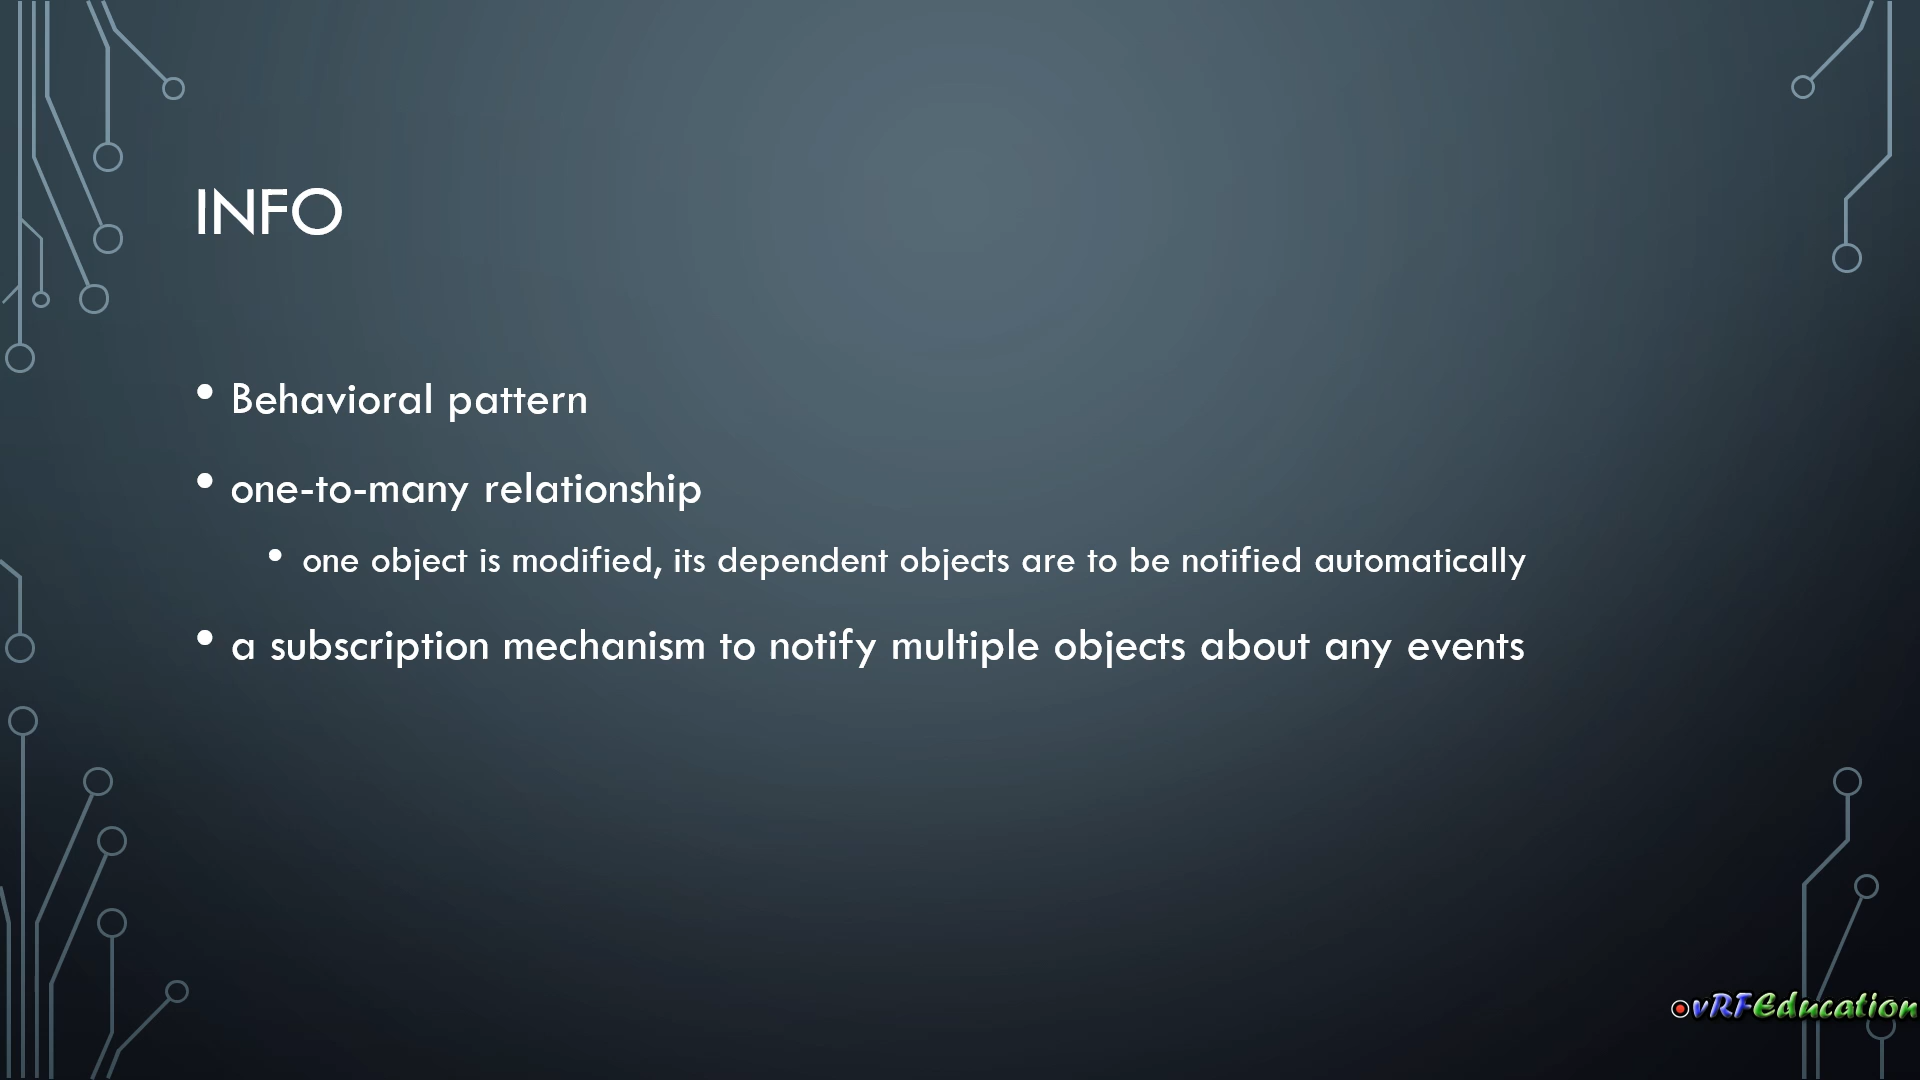 INFO
• Behavioral pattern
• one-to-many relationship
• one object is modified, its dependent objects are to be notified automatically
• a subscription mechanism to notify multiple objects about any events
vRFEducation